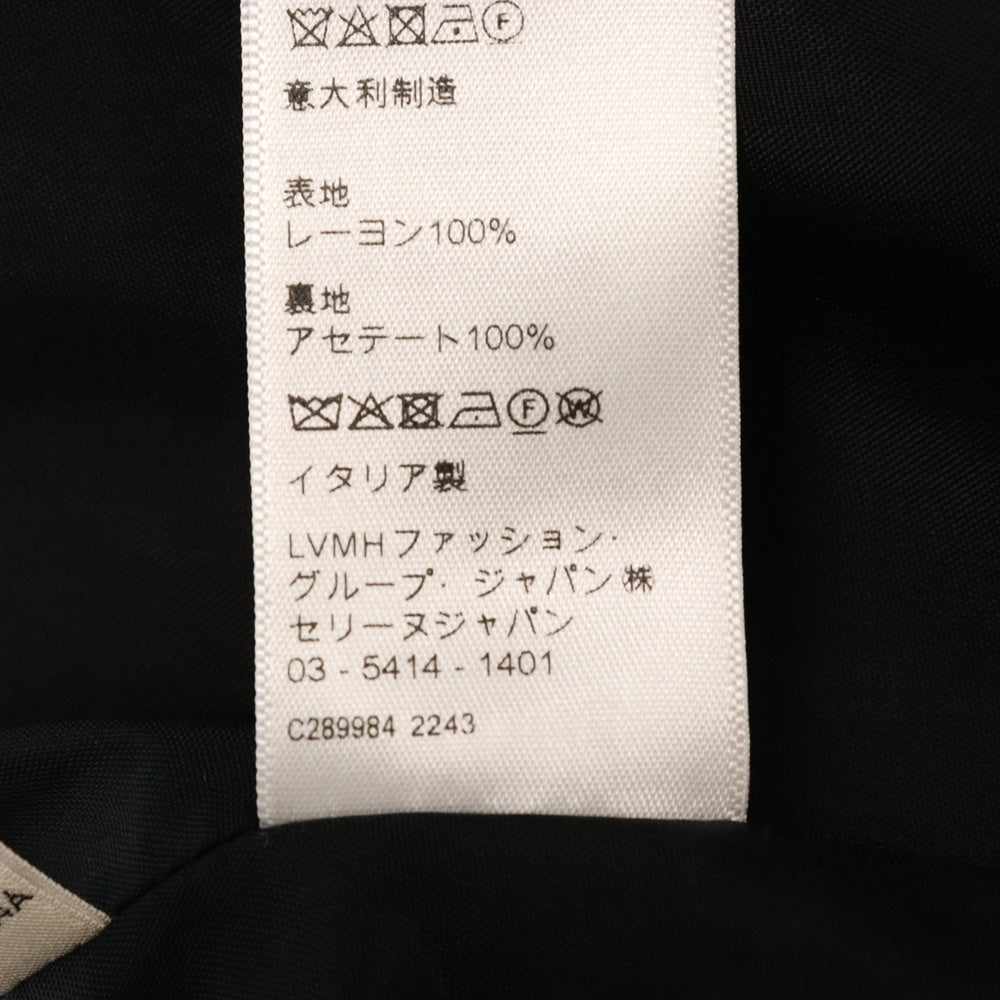 意大利制造
表地
レーヨン100%
裏地
アセテート100%
F W
イタリア製
LVMHファッション・
グループ・ジャパン㈱
セリーヌジャパン
03 - 5414 - 1401
C289984 2243